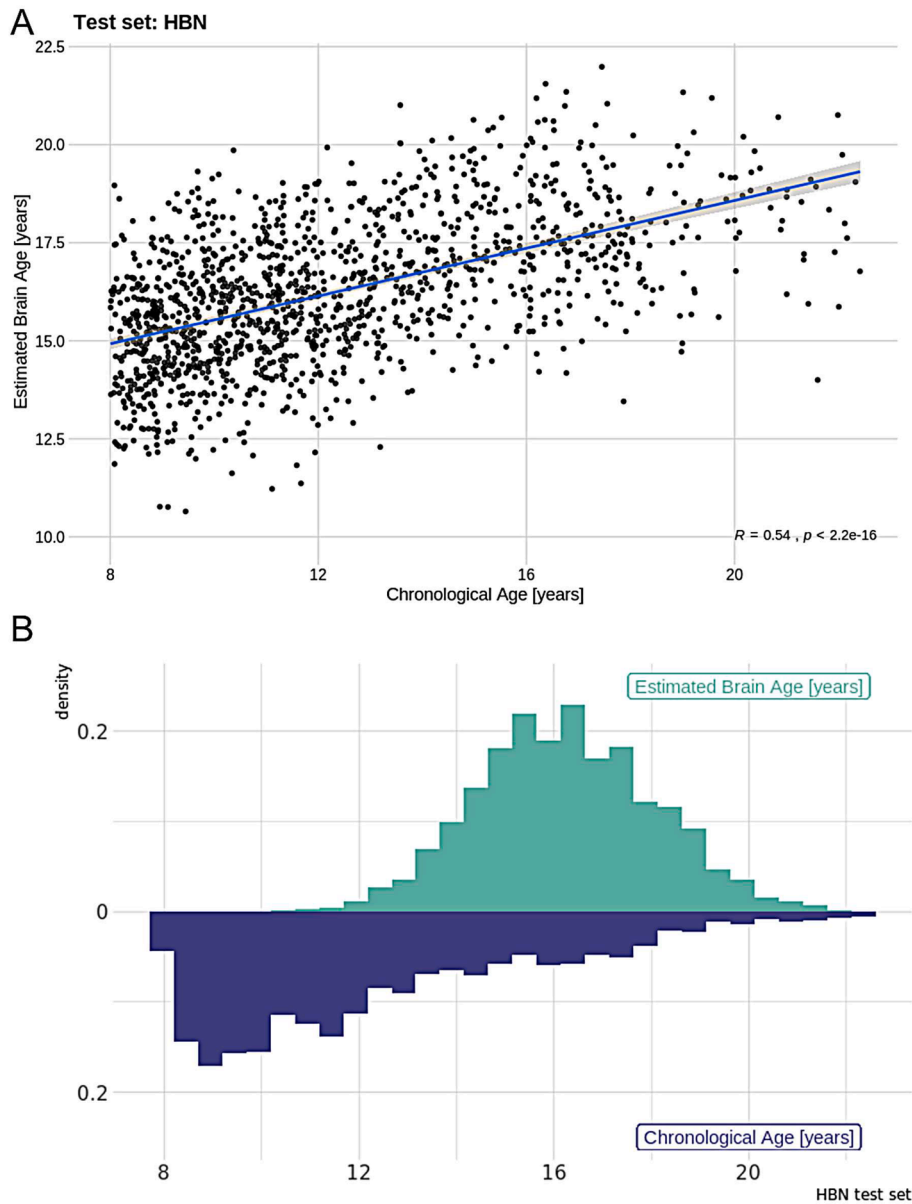 A
Test set: HBN
Estimated Brain Age [years]
22.5
20.0
17.5
15.0
12.5
10.0
R = 0.54 , p < 2.2e-16
8 12 16 20
Chronological Age [years]
B
density
Estimated Brain Age [years]
0.2
0
0.2
Chronological Age [years]
8 12 16 20
HBN test set